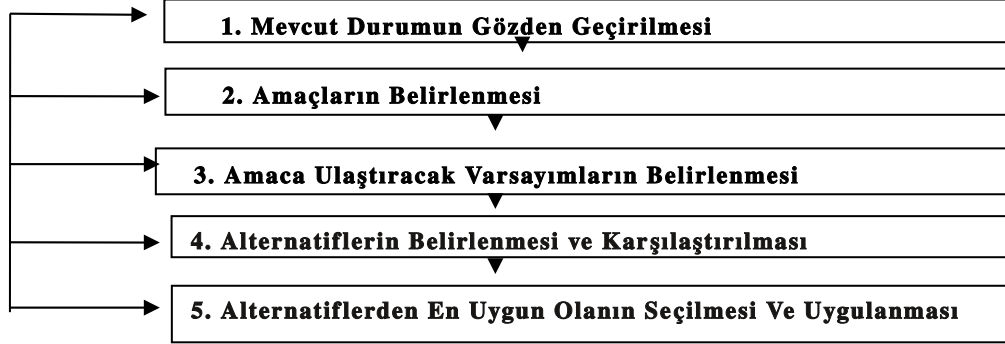 1. Mevcut Durumun Gözden Geçirilmesi
2. Amaçların Belirlenmesi
3. Amaca Ulaştıracak Varsayımların Belirlenmesi
4. Alternatiflerin Belirlenmesi ve Karşılaştırılması
5. Alternatiflerden En Uygun Olanın Seçilmesi Ve Uygulanması